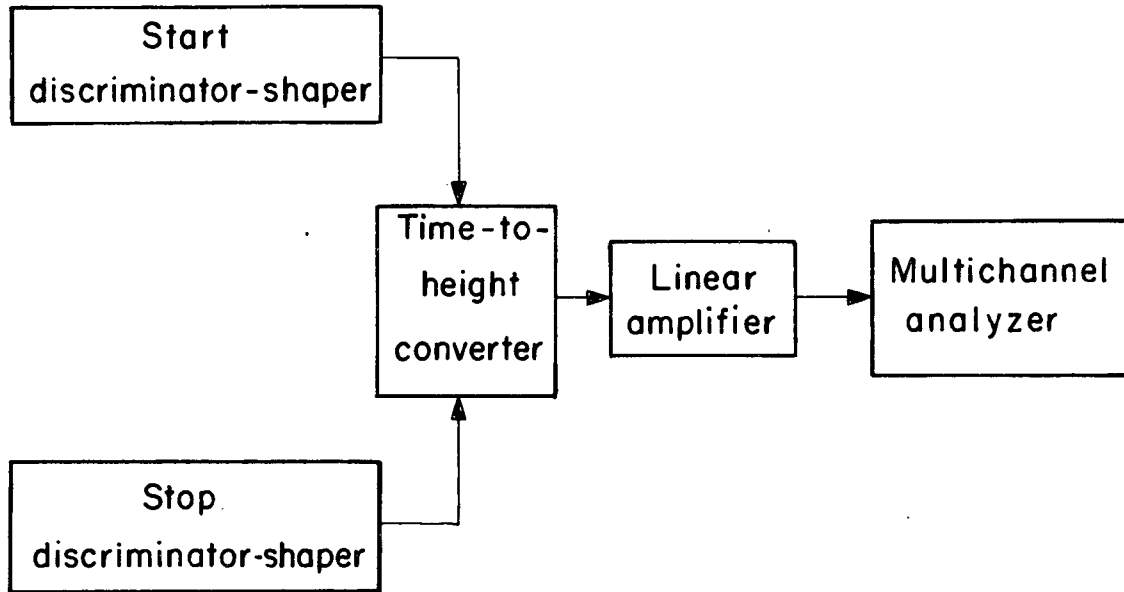 Start
discriminator-shaper
Time-to-
height
converter
Linear
amplifier
Multichannel
analyzer
Stop
discriminator-shaper